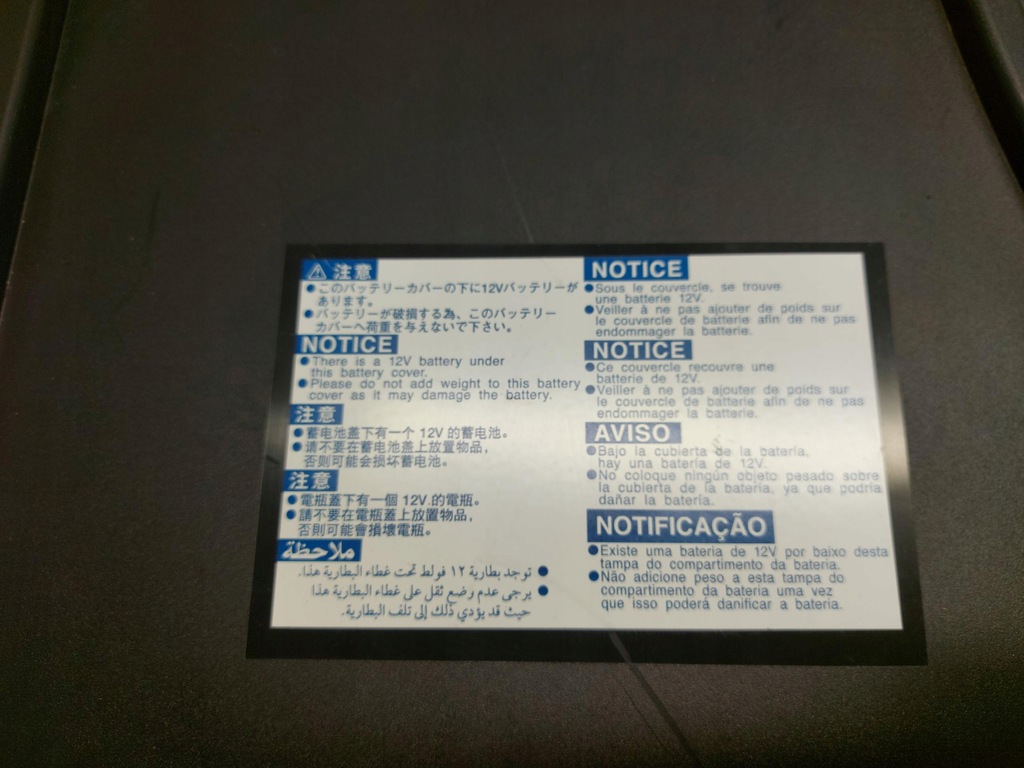 ⚠ 注意
● このバッテリーカバーの下に12Vバッテリーが
あります。
● バッテリーが破損する為、このバッテリー
カバーへ荷重を与えないで下さい。
NOTICE
● There is a 12V battery under
this battery cover.
● Please do not add weight to this battery
cover as it may damage the battery.
注意
● 蓄电池盖下有一个 12V 的蓄电池。
● 请不要在蓄电池盖上放置物品,
否则可能会损坏蓄电池。
注意
● 電瓶蓋下有一個 12V 的電瓶。
● 請不要在電瓶蓋上放置物品,
否則可能會損壞電瓶。
ملاحظة
● توجد بطارية ١٢ فولط تحت غطاء البطارية هذا.
● يرجى عدم وضع ثقل على غطاء البطارية هذا
حيث قد يؤدي ذلك إلى تلف البطارية.
NOTICE
● Sous le couvercle, se trouve
une batterie 12V.
● Veiller à ne pas ajouter de poids sur
le couvercle de batterie afin de ne pas
endommager la batterie.
NOTICE
● Ce couvercle recouvre une
batterie de 12V.
● Veiller à ne pas ajouter de poids sur
le couvercle de batterie afin de ne pas
endommager la batterie.
AVISO
● Bajo la cubierta de la batería,
hay una batería de 12V.
● No coloque ningún objeto pesado sobre
la cubierta de la batería, ya que podría
dañar la batería.
NOTIFICAÇÃO
● Existe uma bateria de 12V por baixo desta
tampa do compartimento da bateria.
● Não adicione peso a esta tampa do
compartimento da bateria uma vez
que isso poderá danificar a bateria.